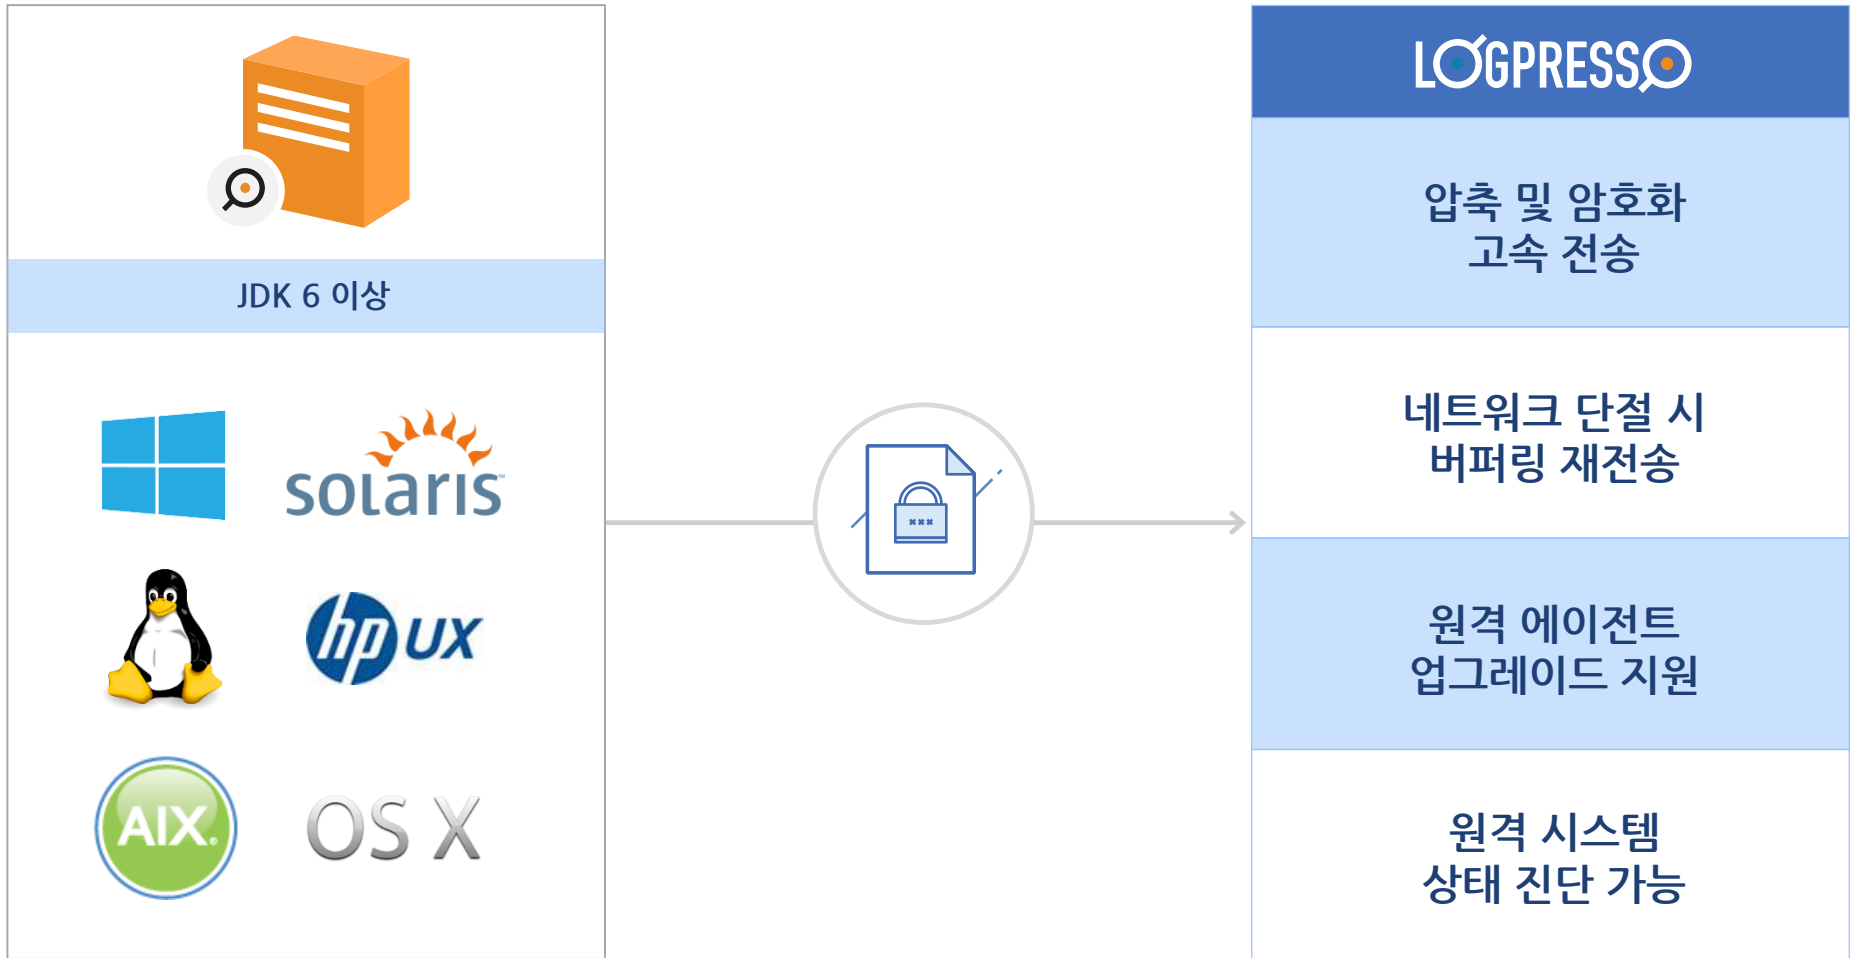 JDK 6 이상
solaris
hp UX
AIX.
OS X
***
LOGPRESSO
압축 및 암호화
고속 전송
네트워크 단절 시
버퍼링 재전송
원격 에이전트
업그레이드 지원
원격 시스템
상태 진단 가능